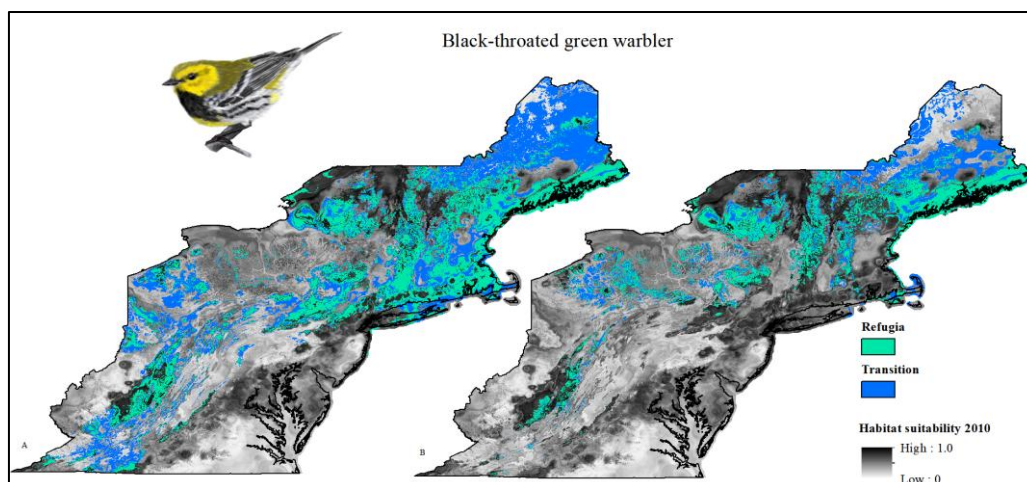 Black-throated green warbler
A
B
Refugia
Transition
Habitat suitability 2010
High : 1.0
Low : 0